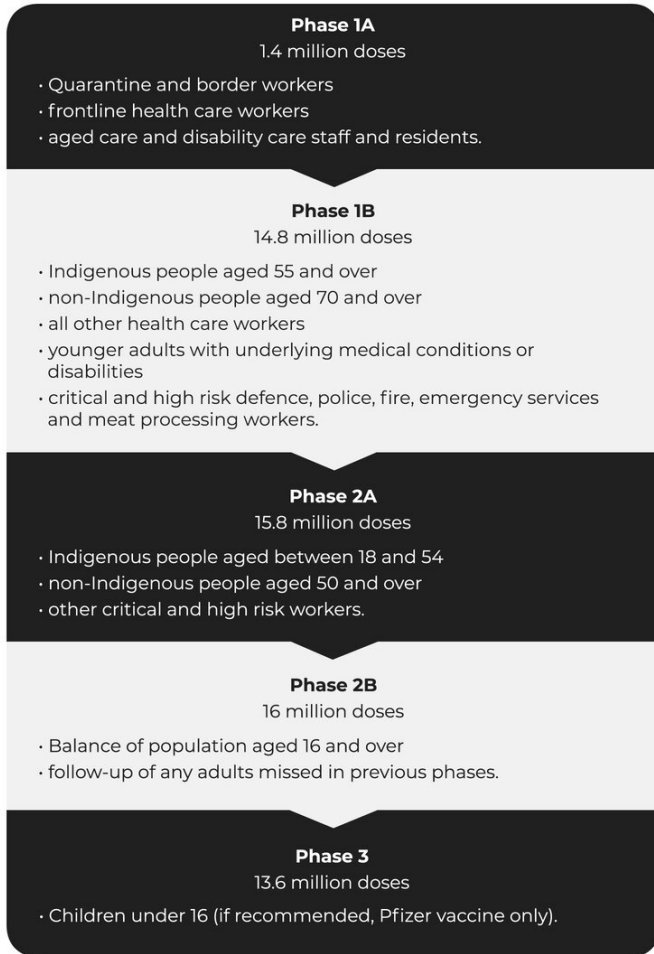 Phase 1A
1.4 million doses
· Quarantine and border workers
· frontline health care workers
· aged care and disability care staff and residents.
Phase 1B
14.8 million doses
· Indigenous people aged 55 and over
· non-Indigenous people aged 70 and over
· all other health care workers
· younger adults with underlying medical conditions or
disabilities
· critical and high risk defence, police, fire, emergency services
and meat processing workers.
Phase 2A
15.8 million doses
· Indigenous people aged between 18 and 54
· non-Indigenous people aged 50 and over
· other critical and high risk workers.
Phase 2B
16 million doses
· Balance of population aged 16 and over
· follow-up of any adults missed in previous phases.
Phase 3
13.6 million doses
· Children under 16 (if recommended, Pfizer vaccine only).